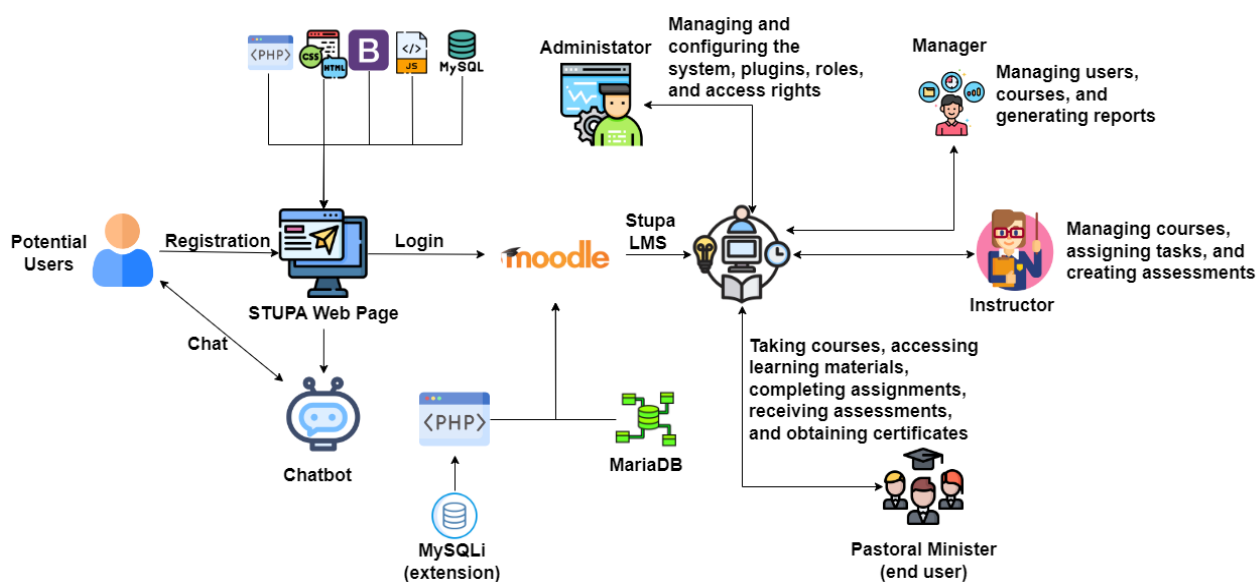 <PHP>
CSS
HTML
B
</>
JS
MySQL
Administator
Managing and
configuring the
system, plugins, roles,
and access rights
Manager
Managing users,
courses, and
generating reports
Potential
Users
Registration
STUPA Web Page
Login
moodle
Stupa
LMS
Instructor
Managing courses,
assigning tasks, and
creating assessments
Chat
Chatbot
<PHP>
MySQLi
(extension)
MariaDB
Taking courses, accessing
learning materials,
completing assignments,
receiving assessments,
and obtaining certificates
Pastoral Minister
(end user)